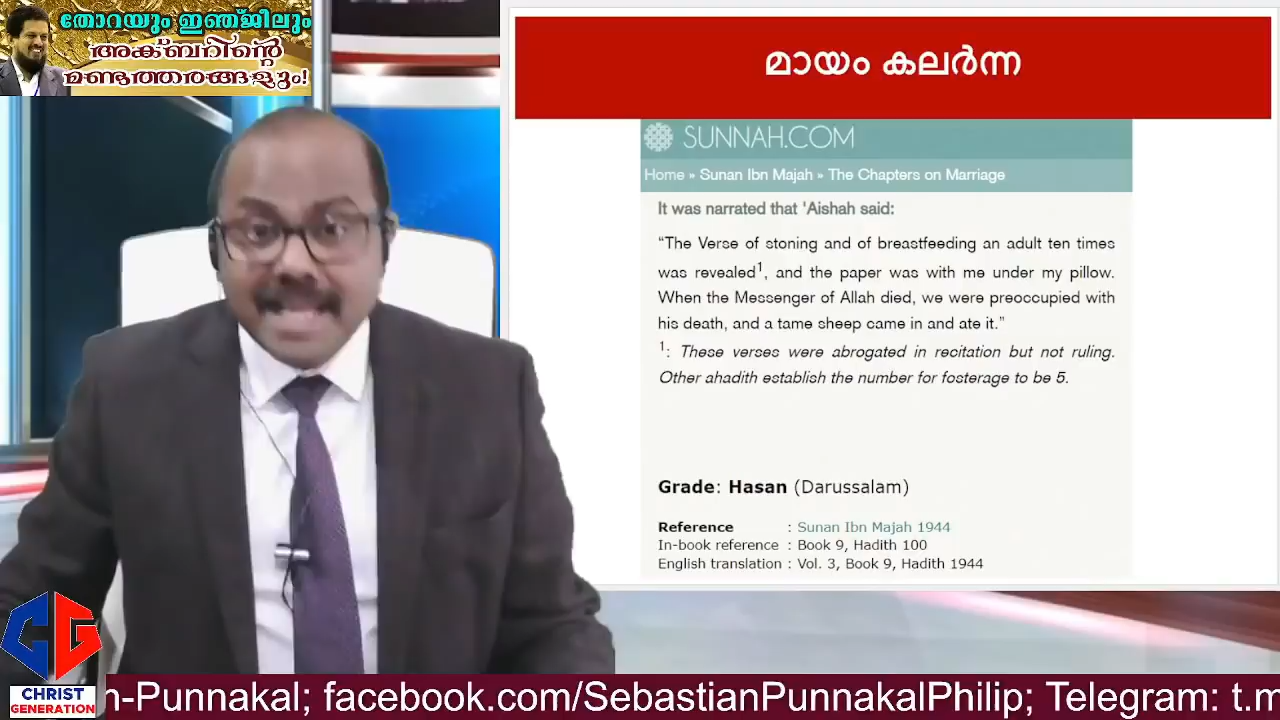 തോറയും ഇഞ്ജീലും
അക്ബറിന്റെ
മണ്ടത്തരങ്ങളും!
മായം കലർന്ന
SUNNAH.COM
Home » Sunan Ibn Majah » The Chapters on Marriage
It was narrated that 'Aishah said:
“The Verse of stoning and of breastfeeding an adult ten times
was revealed¹, and the paper was with me under my pillow.
When the Messenger of Allah died, we were preoccupied with
his death, and a tame sheep came in and ate it.”
¹: These verses were abrogated in recitation but not ruling.
Other ahadith establish the number for fosterage to be 5.
Grade: Hasan (Darussalam)
Reference : Sunan Ibn Majah 1944
In-book reference : Book 9, Hadith 100
English translation : Vol. 3, Book 9, Hadith 1944
CG
CHRIST
GENERATION
-Punnakal; facebook.com/SebastianPunnakalPhilip; Telegram: t.m